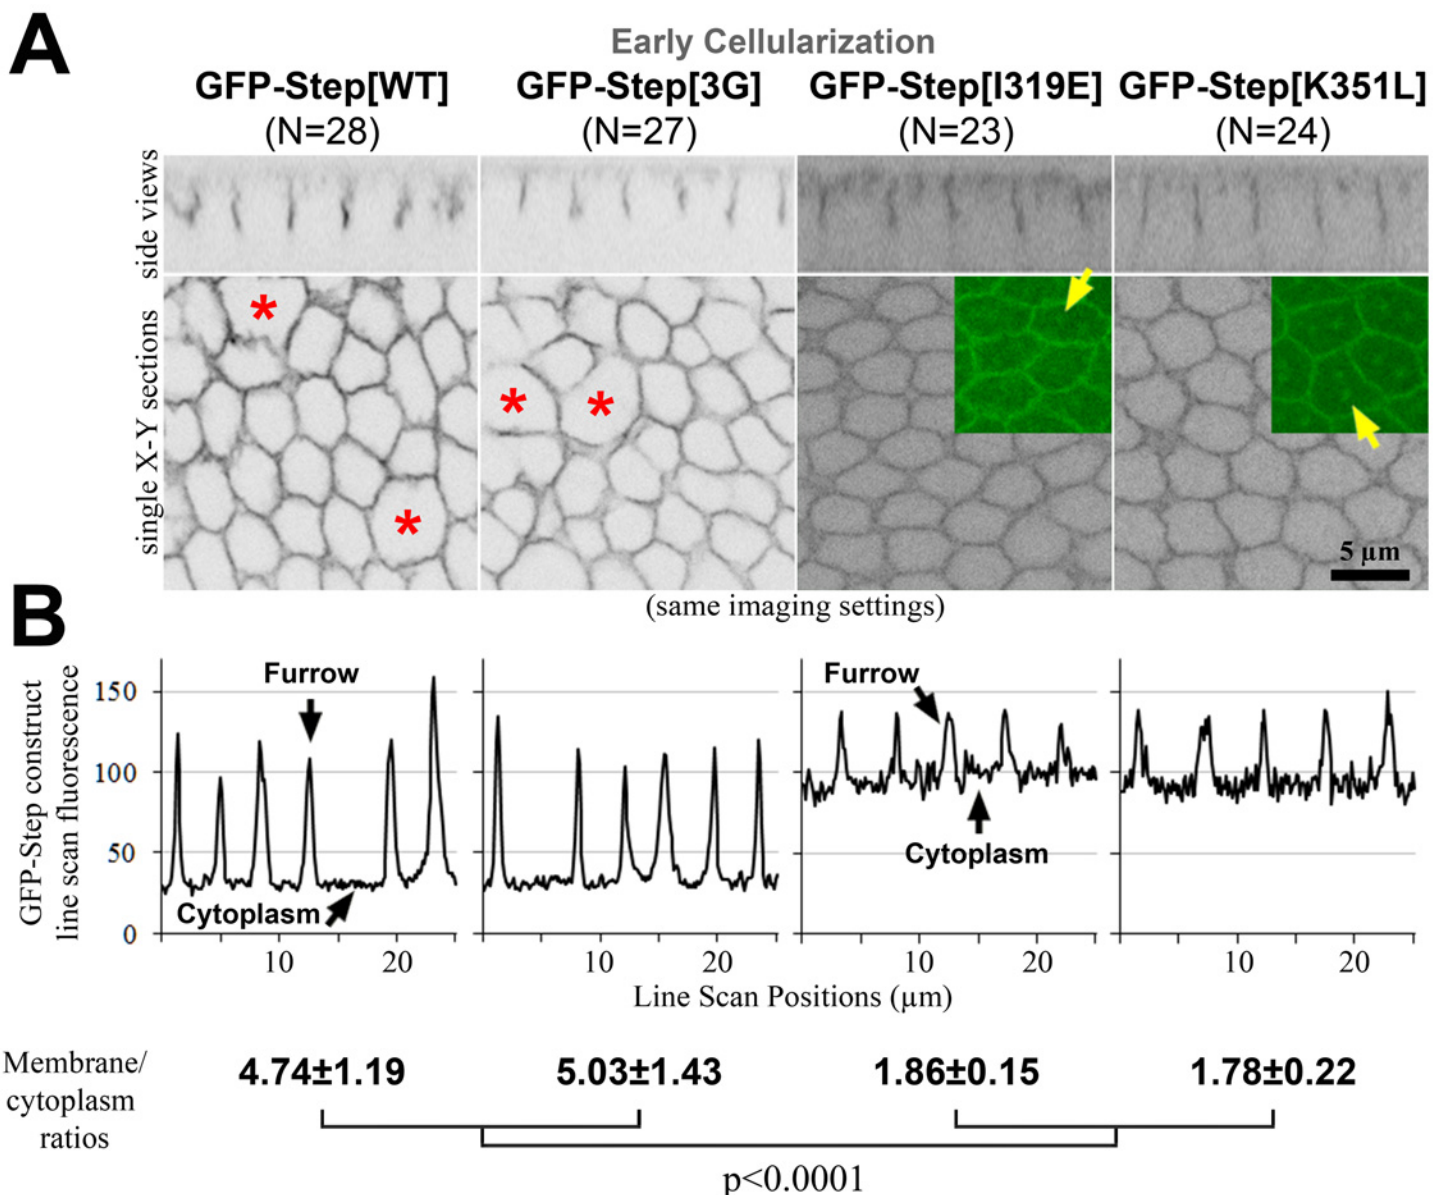 A
Early Cellularization
GFP-Step[WT] GFP-Step[3G] GFP-Step[I319E] GFP-Step[K351L]
(N=28) (N=27) (N=23) (N=24)
side views
single X-Y sections
* * * *
5 µm
(same imaging settings)
B
GFP-Step construct
line scan fluorescence
150
100
50
0
Furrow
Cytoplasm
Furrow
Cytoplasm
10 20 10 20 10 20 10 20
Line Scan Positions (µm)
Membrane/
cytoplasm
ratios
4.74±1.19 5.03±1.43 1.86±0.15 1.78±0.22
p<0.0001